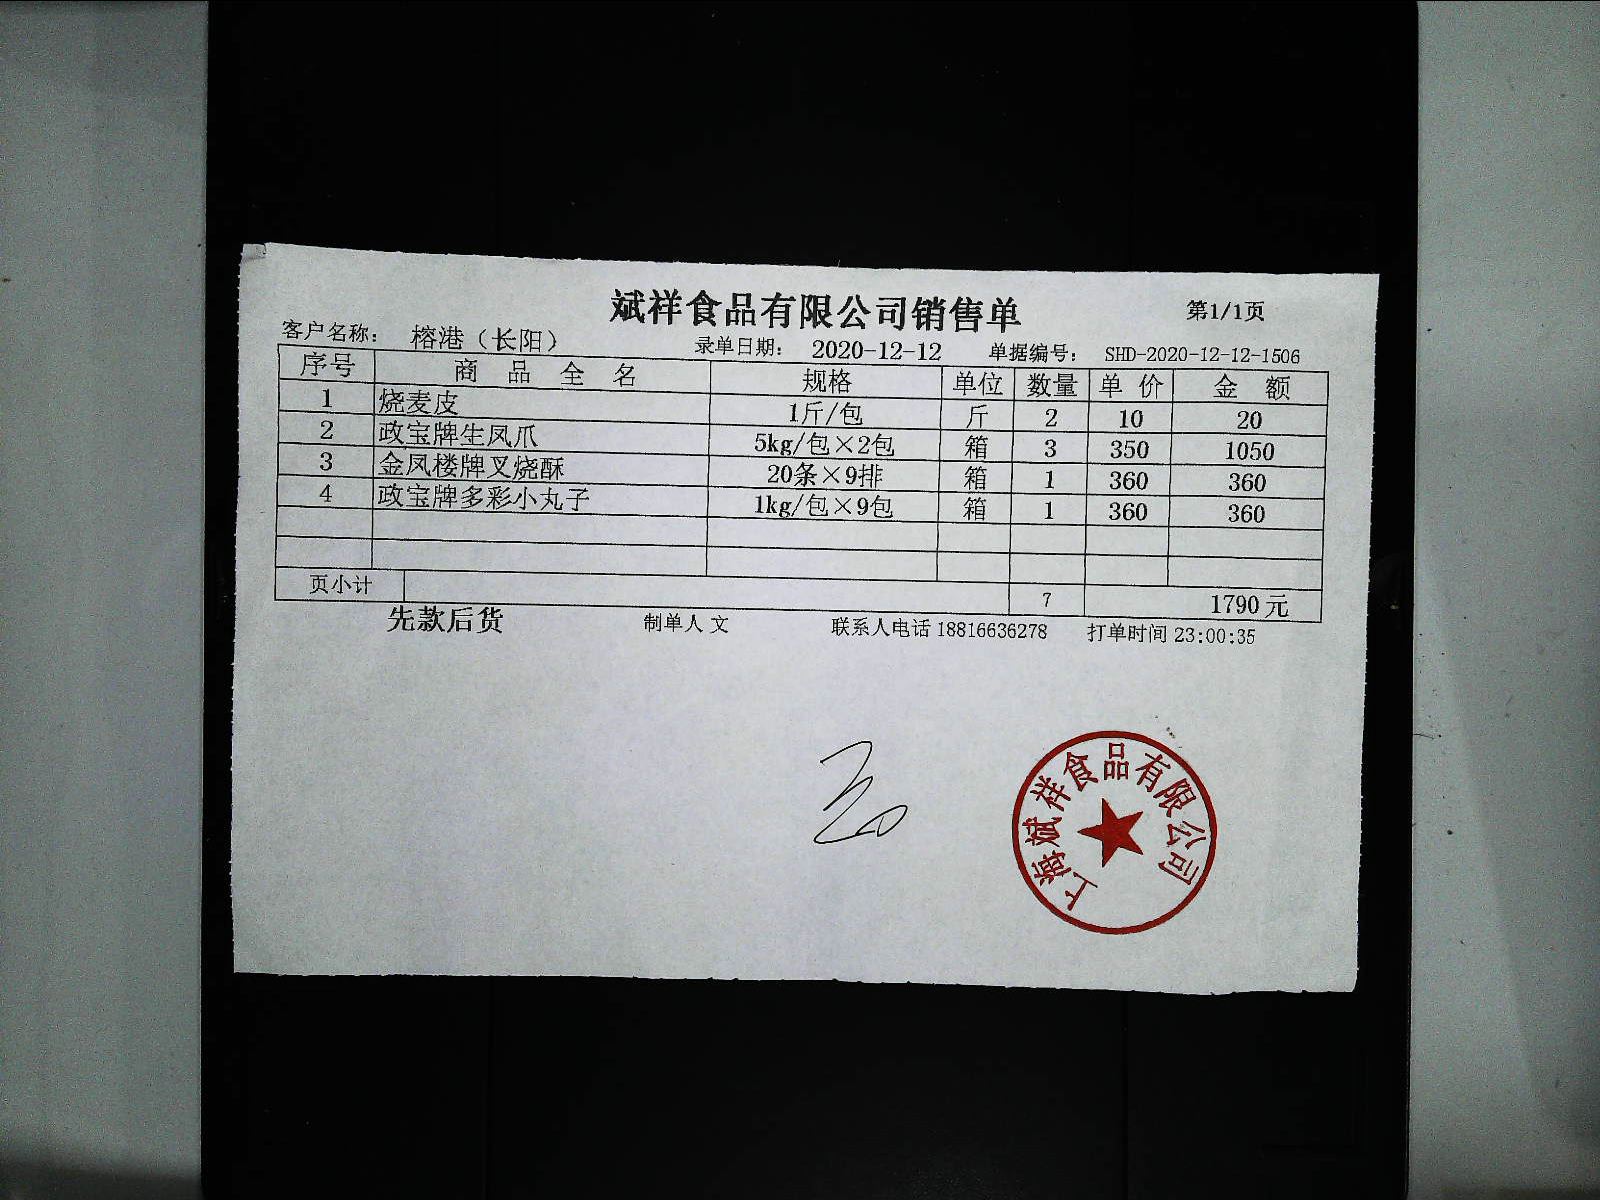 斌祥食品有限公司销售单 第1/1页
客户名称： 榕港（长阳） 录单日期： 2020-12-12 单据编号： SHD-2020-12-12-1506
序号 商品全名 规格 单位 数量 单价 金额
1 烧麦皮 1斤/包 斤 2 10 20
2 政宝牌生凤爪 5kg/包×2包 箱 3 350 1050
3 金凤楼牌叉烧酥 20条×9排 箱 1 360 360
4 政宝牌多彩小丸子 1kg/包×9包 箱 1 360 360
页小计 7 1790元
先款后货 制单人 文 联系人电话 18816636278 打单时间 23:00:35
上海斌祥食品有限公司